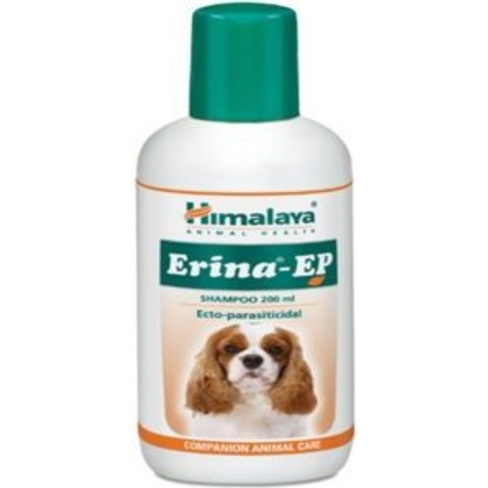 Himalaya
ANIMAL HEALTH
Erina®-EP
SHAMPOO 200 ml
Ecto-parasiticidal
COMPANION ANIMAL CARE